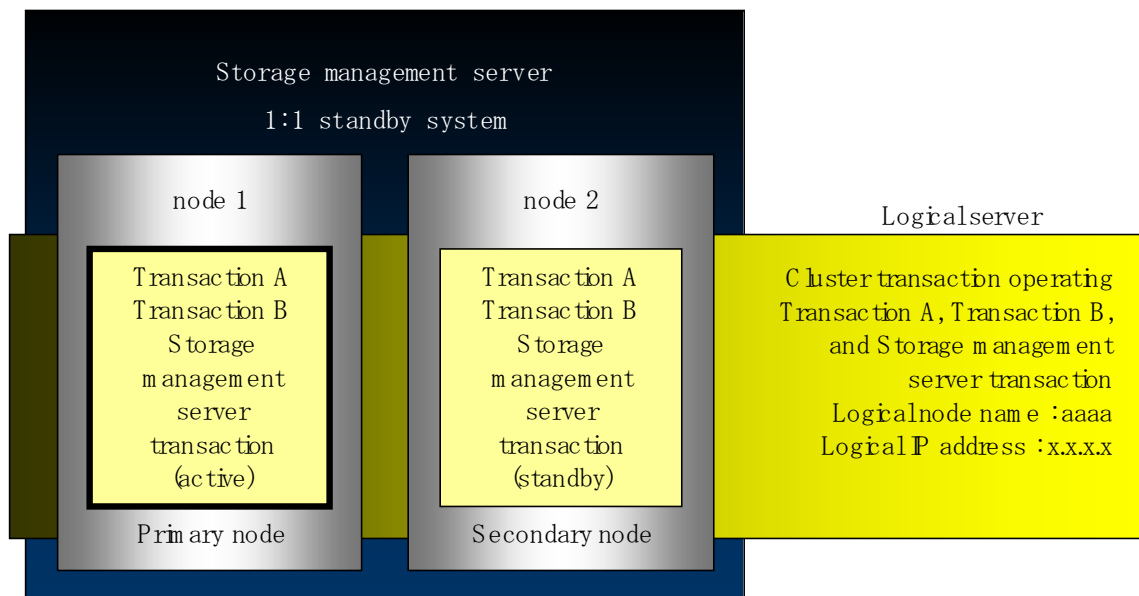 Storage management server
1:1 standby system
node 1
Transaction A
Transaction B
Storage
management
server
transaction
(active)
Primary node
node 2
Transaction A
Transaction B
Storage
management
server
transaction
(standby)
Secondary node
Logical server
Cluster transaction operating
Transaction A, Transaction B,
and Storage management
server transaction
Logical node name :aaaa
Logical IP address :x.x.x.x